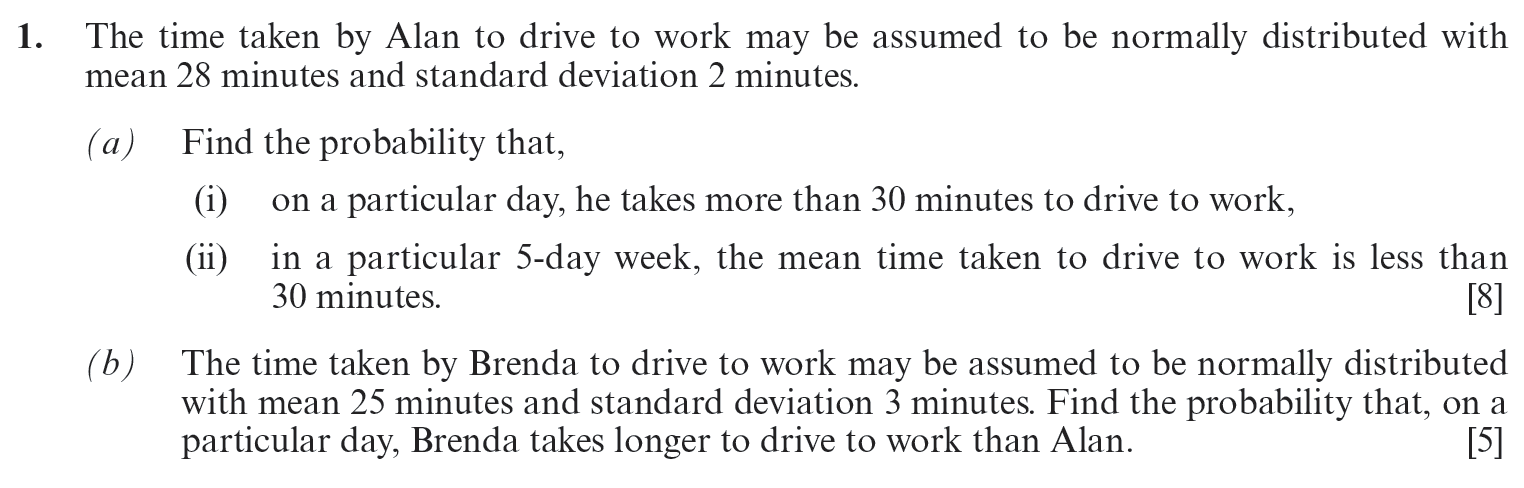 1. The time taken by Alan to drive to work may be assumed to be normally distributed with
mean 28 minutes and standard deviation 2 minutes.
(a) Find the probability that,
(i) on a particular day, he takes more than 30 minutes to drive to work,
(ii) in a particular 5-day week, the mean time taken to drive to work is less than
30 minutes. [8]
(b) The time taken by Brenda to drive to work may be assumed to be normally distributed
with mean 25 minutes and standard deviation 3 minutes. Find the probability that, on a
particular day, Brenda takes longer to drive to work than Alan. [5]